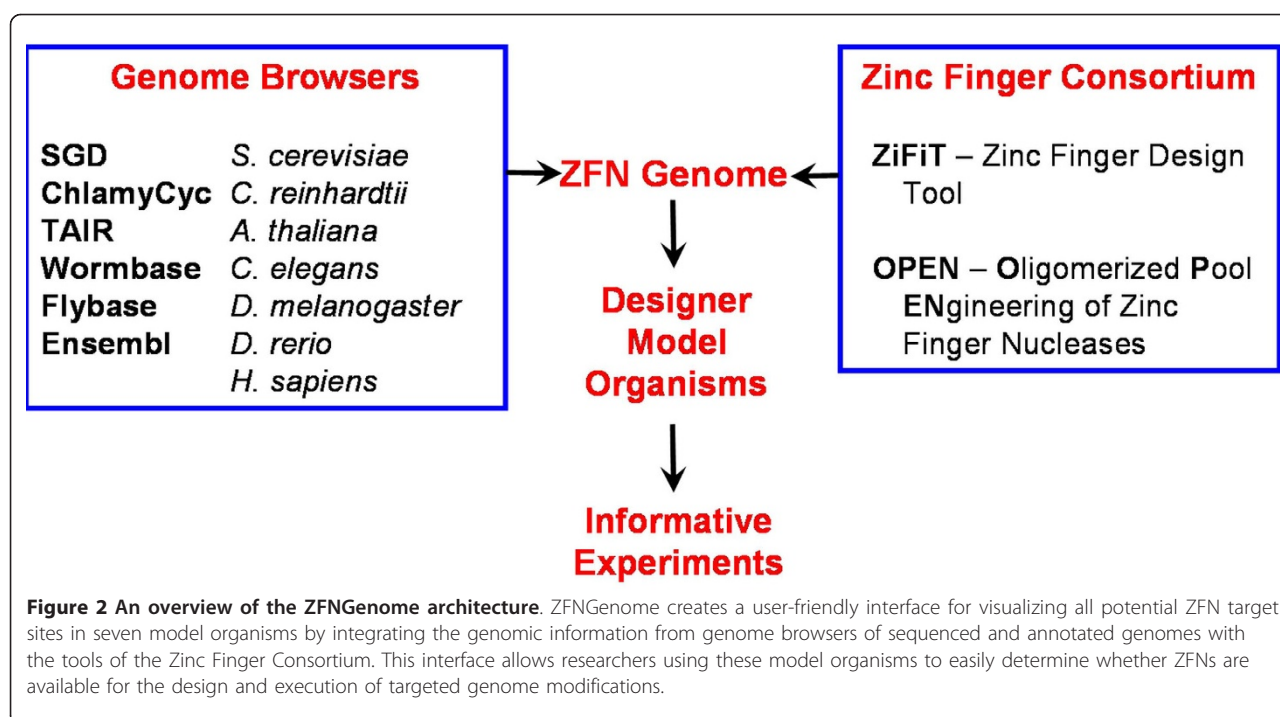 Genome Browsers
SGD S. cerevisiae
ChlamyCyc C. reinhardtii
TAIR A. thaliana
Wormbase C. elegans
Flybase D. melanogaster
Ensembl D. rerio
H. sapiens
ZFN Genome
Designer
Model
Organisms
Informative
Experiments
Zinc Finger Consortium
ZiFiT – Zinc Finger Design
Tool
OPEN – Oligomerized Pool
ENgineering of Zinc
Finger Nucleases
Figure 2 An overview of the ZFNGenome architecture. ZFNGenome creates a user-friendly interface for visualizing all potential ZFN target
sites in seven model organisms by integrating the genomic information from genome browsers of sequenced and annotated genomes with
the tools of the Zinc Finger Consortium. This interface allows researchers using these model organisms to easily determine whether ZFNs are
available for the design and execution of targeted genome modifications.